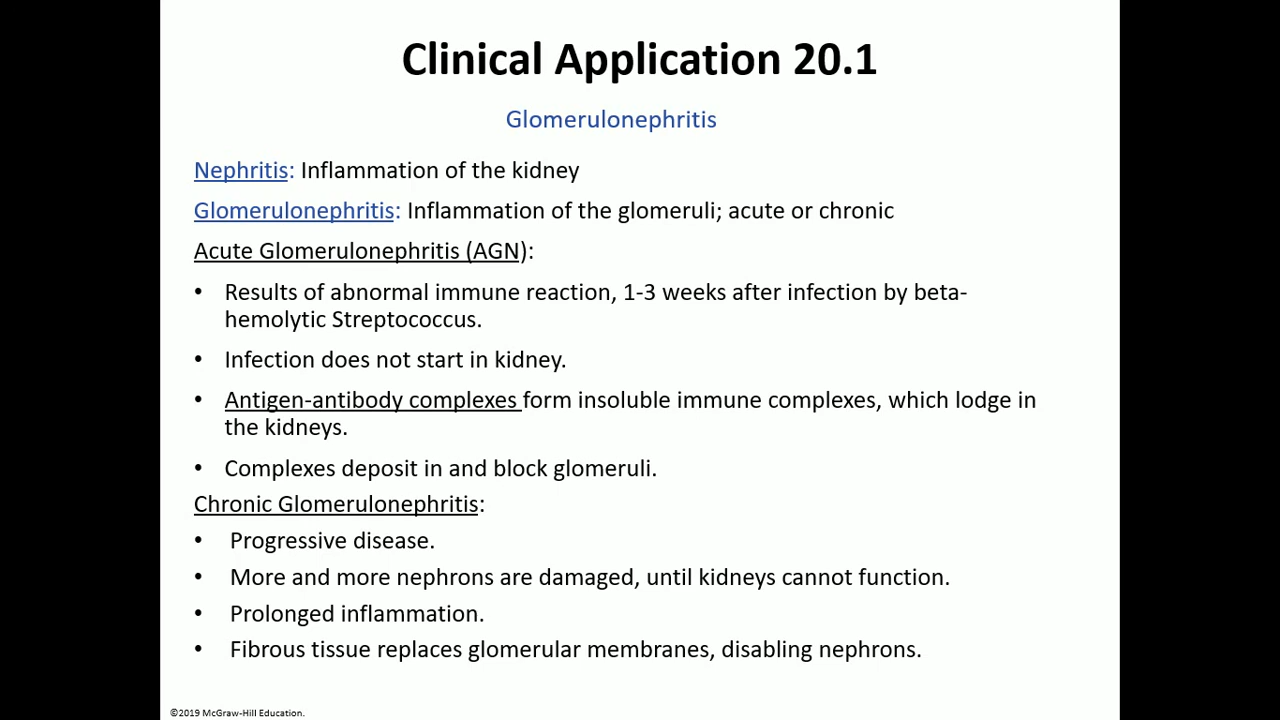 Clinical Application 20.1
Glomerulonephritis
Nephritis: Inflammation of the kidney
Glomerulonephritis: Inflammation of the glomeruli; acute or chronic
Acute Glomerulonephritis (AGN):
• Results of abnormal immune reaction, 1-3 weeks after infection by beta-
hemolytic Streptococcus.
• Infection does not start in kidney.
• Antigen-antibody complexes form insoluble immune complexes, which lodge in
the kidneys.
• Complexes deposit in and block glomeruli.
Chronic Glomerulonephritis:
• Progressive disease.
• More and more nephrons are damaged, until kidneys cannot function.
• Prolonged inflammation.
• Fibrous tissue replaces glomerular membranes, disabling nephrons.
©2019 McGraw-Hill Education.